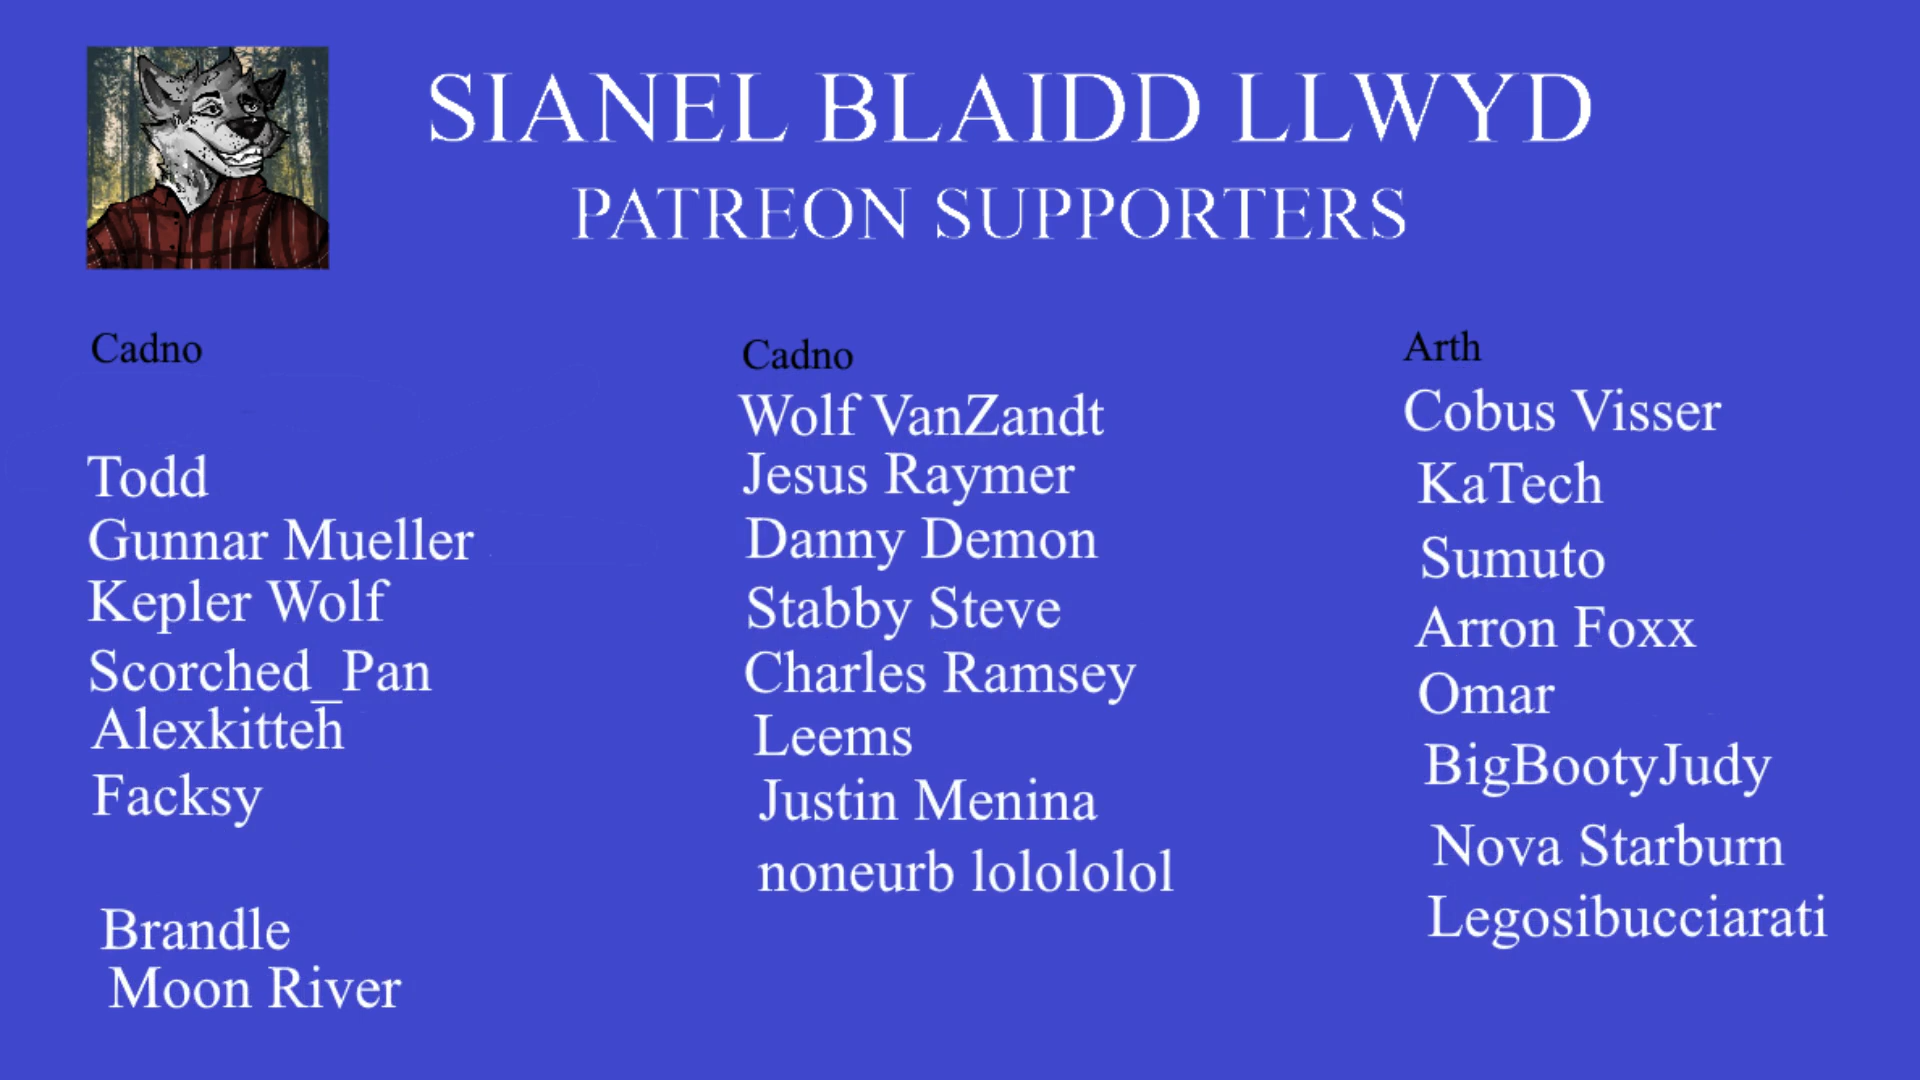 SIANEL BLAIDD LLWYD
PATREON SUPPORTERS
Cadno
Todd
Gunnar Mueller
Kepler Wolf
Scorched_Pan
Alexkitteh
Facksy
Brandle
Moon River
Cadno
Wolf VanZandt
Jesus Raymer
Danny Demon
Stabby Steve
Charles Ramsey
Leems
Justin Menina
noneurb lolololol
Arth
Cobus Visser
KaTech
Sumuto
Arron Foxx
Omar
BigBootyJudy
Nova Starburn
Legosibucciarati